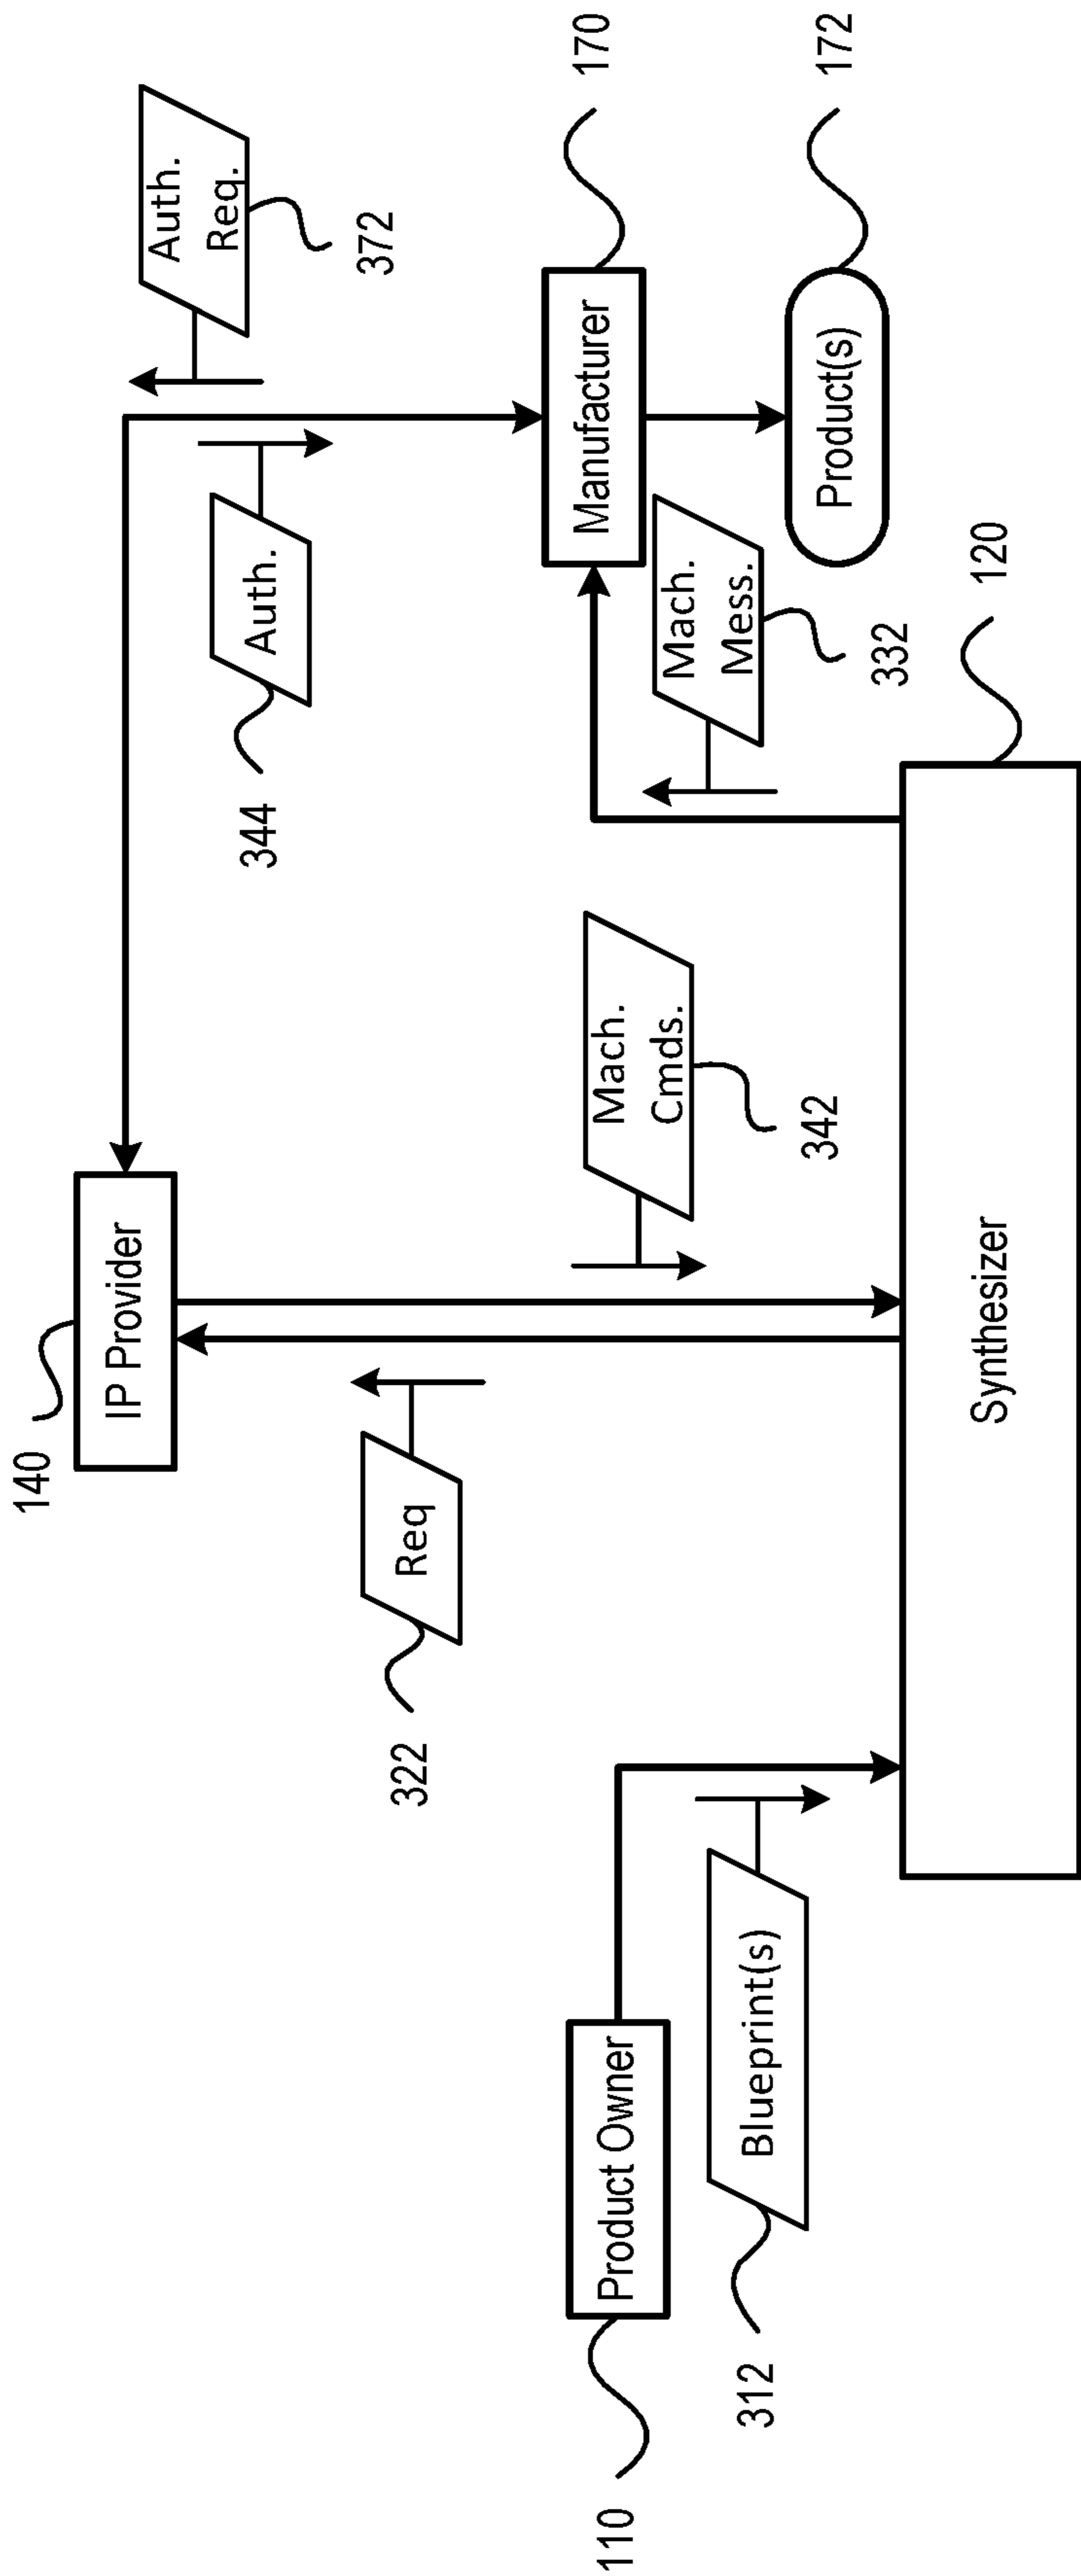 140
IP Provider
Auth.
Req.
372
344
Auth.
322
Req
Mach.
Cmds.
342
Manufacturer
170
110
Product Owner
Mach.
Mess.
332
312
Blueprint(s)
Product(s)
172
Synthesizer
120